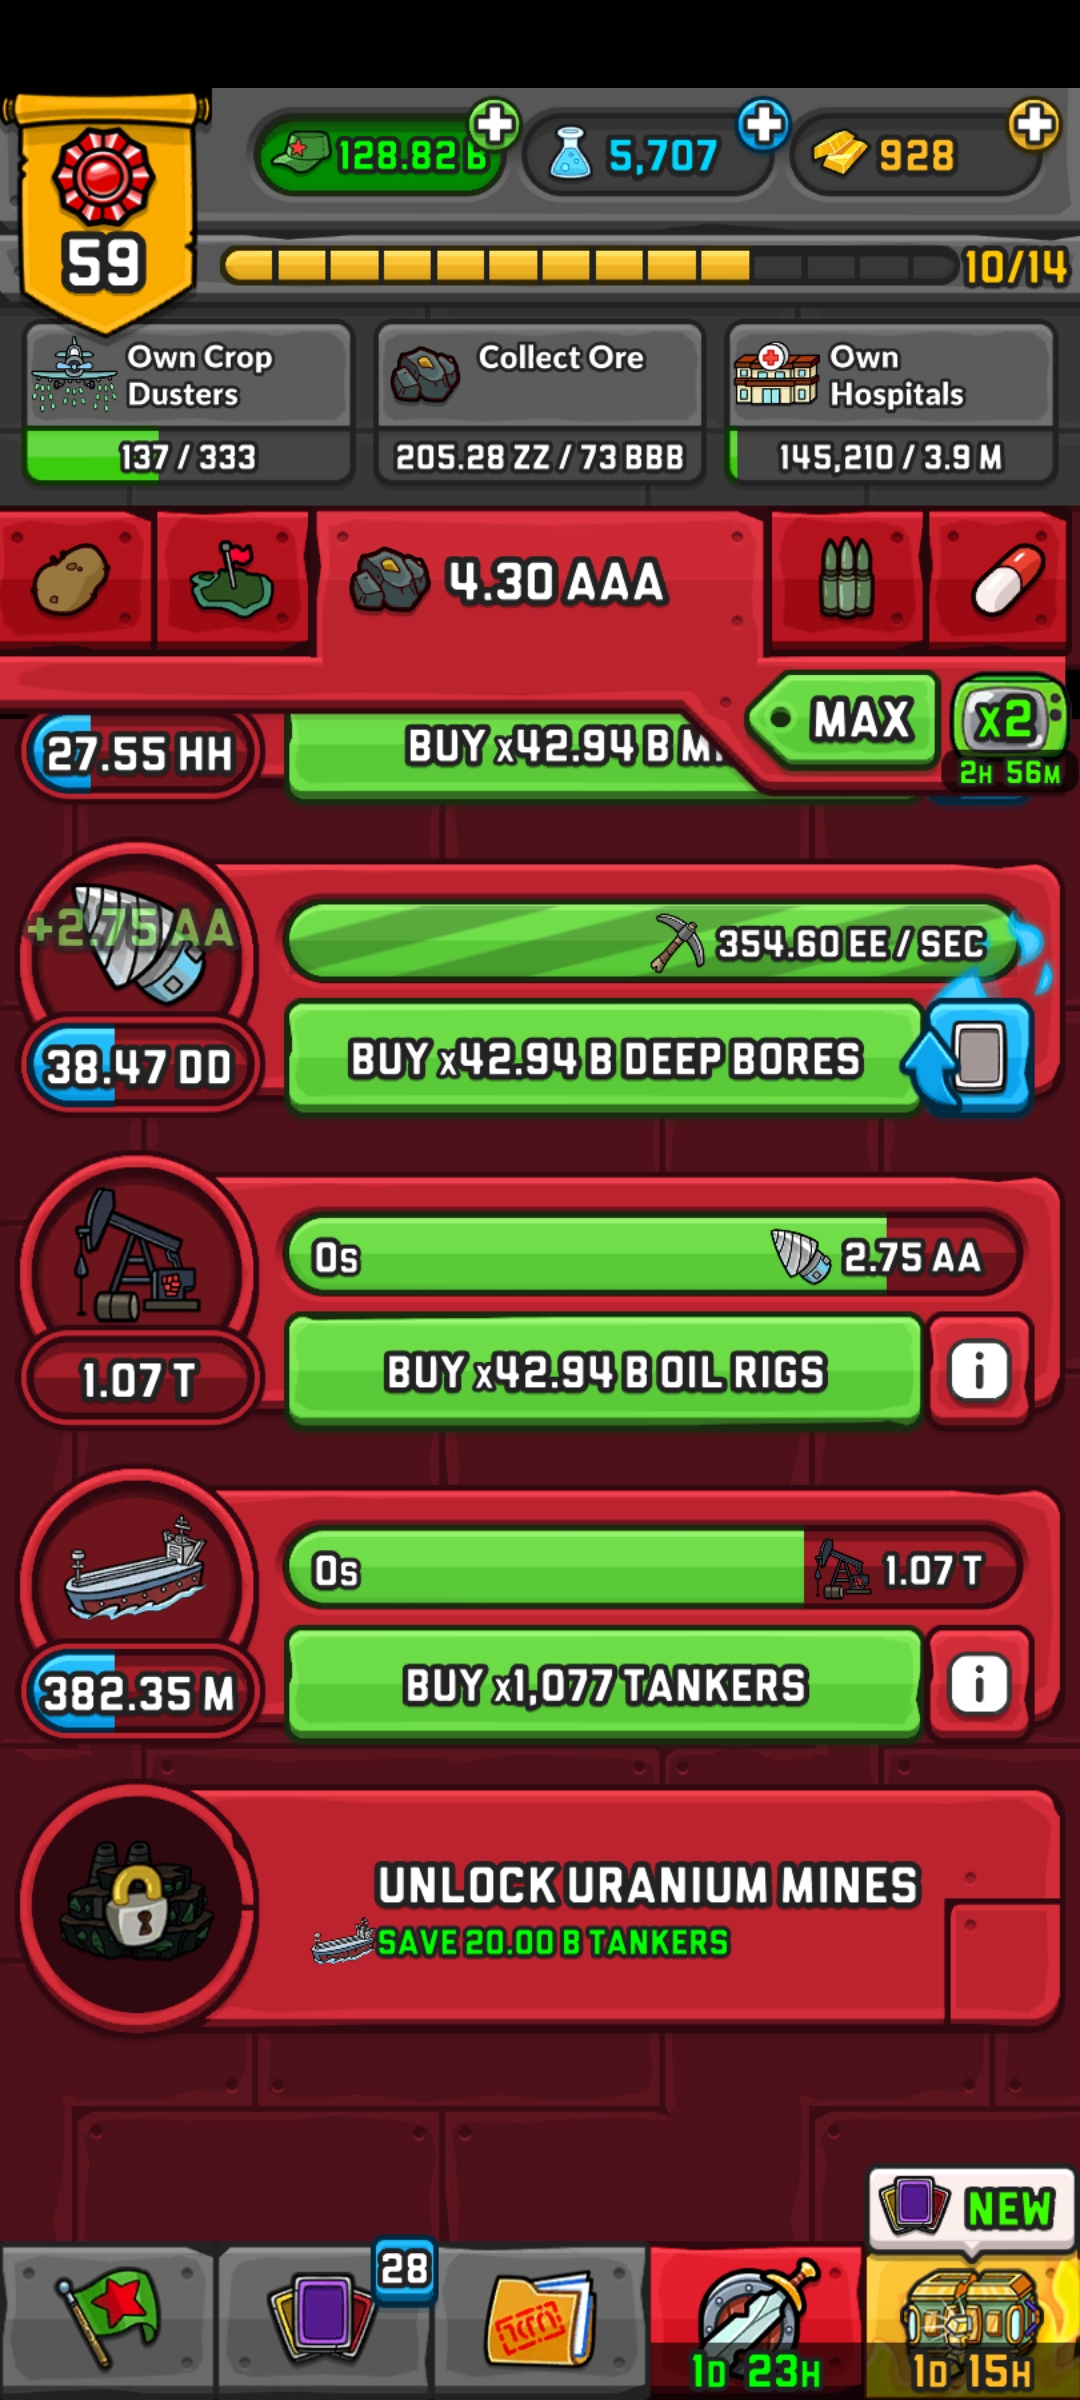 128.82 B
5,707
928
59
10/14
Own Crop
Dusters
137 / 333
Collect Ore
205.28 ZZ / 73 BBB
Own
Hospitals
145,210 / 3.9 M
4.30 AAA
MAX
x2
2H 56M
27.55 HH
BUY x42.94 B
+2.75 AA
354.60 EE / SEC
38.47 DD
BUY x42.94 B DEEP BORES
0s
2.75 AA
1.07 T
BUY x42.94 B OIL RIGS
0s
1.07 T
382.35 M
BUY x1,077 TANKERS
UNLOCK URANIUM MINES
SAVE 20.00 B TANKERS
NEW
28
1D 23H
1D 15H